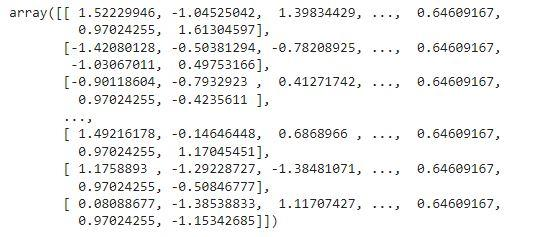 array([[ 1.52229946, -1.04525042,  1.39834429, ...,  0.64609167,
         0.97024255,  1.61304597],
       [-1.42080128, -0.50381294, -0.78208925, ...,  0.64609167,
        -1.03067011,  0.49753166],
       [-0.90118604, -0.7932923 ,  0.41271742, ...,  0.64609167,
         0.97024255, -0.4235611 ],
       ...,
       [ 1.49216178, -0.14646448,  0.6868966 , ...,  0.64609167,
         0.97024255,  1.17045451],
       [ 1.1758893 , -1.29228727, -1.38481071, ...,  0.64609167,
         0.97024255, -0.50846777],
       [ 0.08088677, -1.38538833,  1.11707427, ...,  0.64609167,
         0.97024255, -1.15342685]])